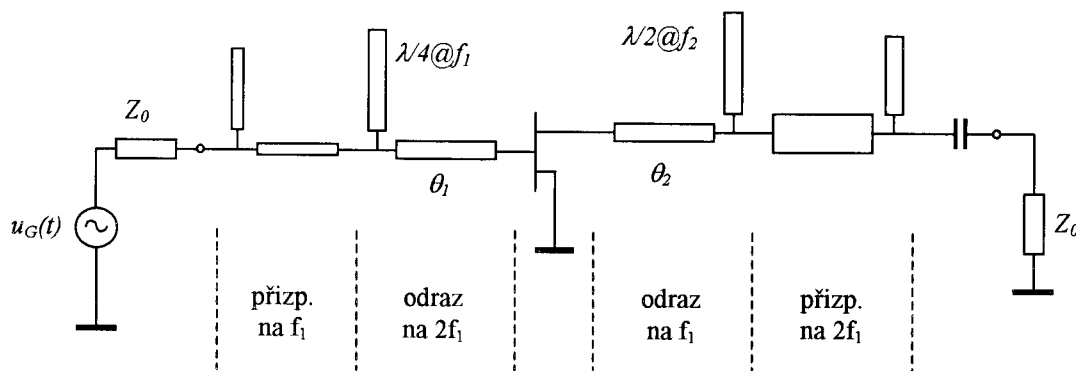 λ/4@f₁
λ/2@f₂
Z₀
θ₁
θ₂
u_G(t)
Z₀
přizp.
na f₁
odraz
na 2f₁
odraz
na f₁
přizp.
na 2f₁